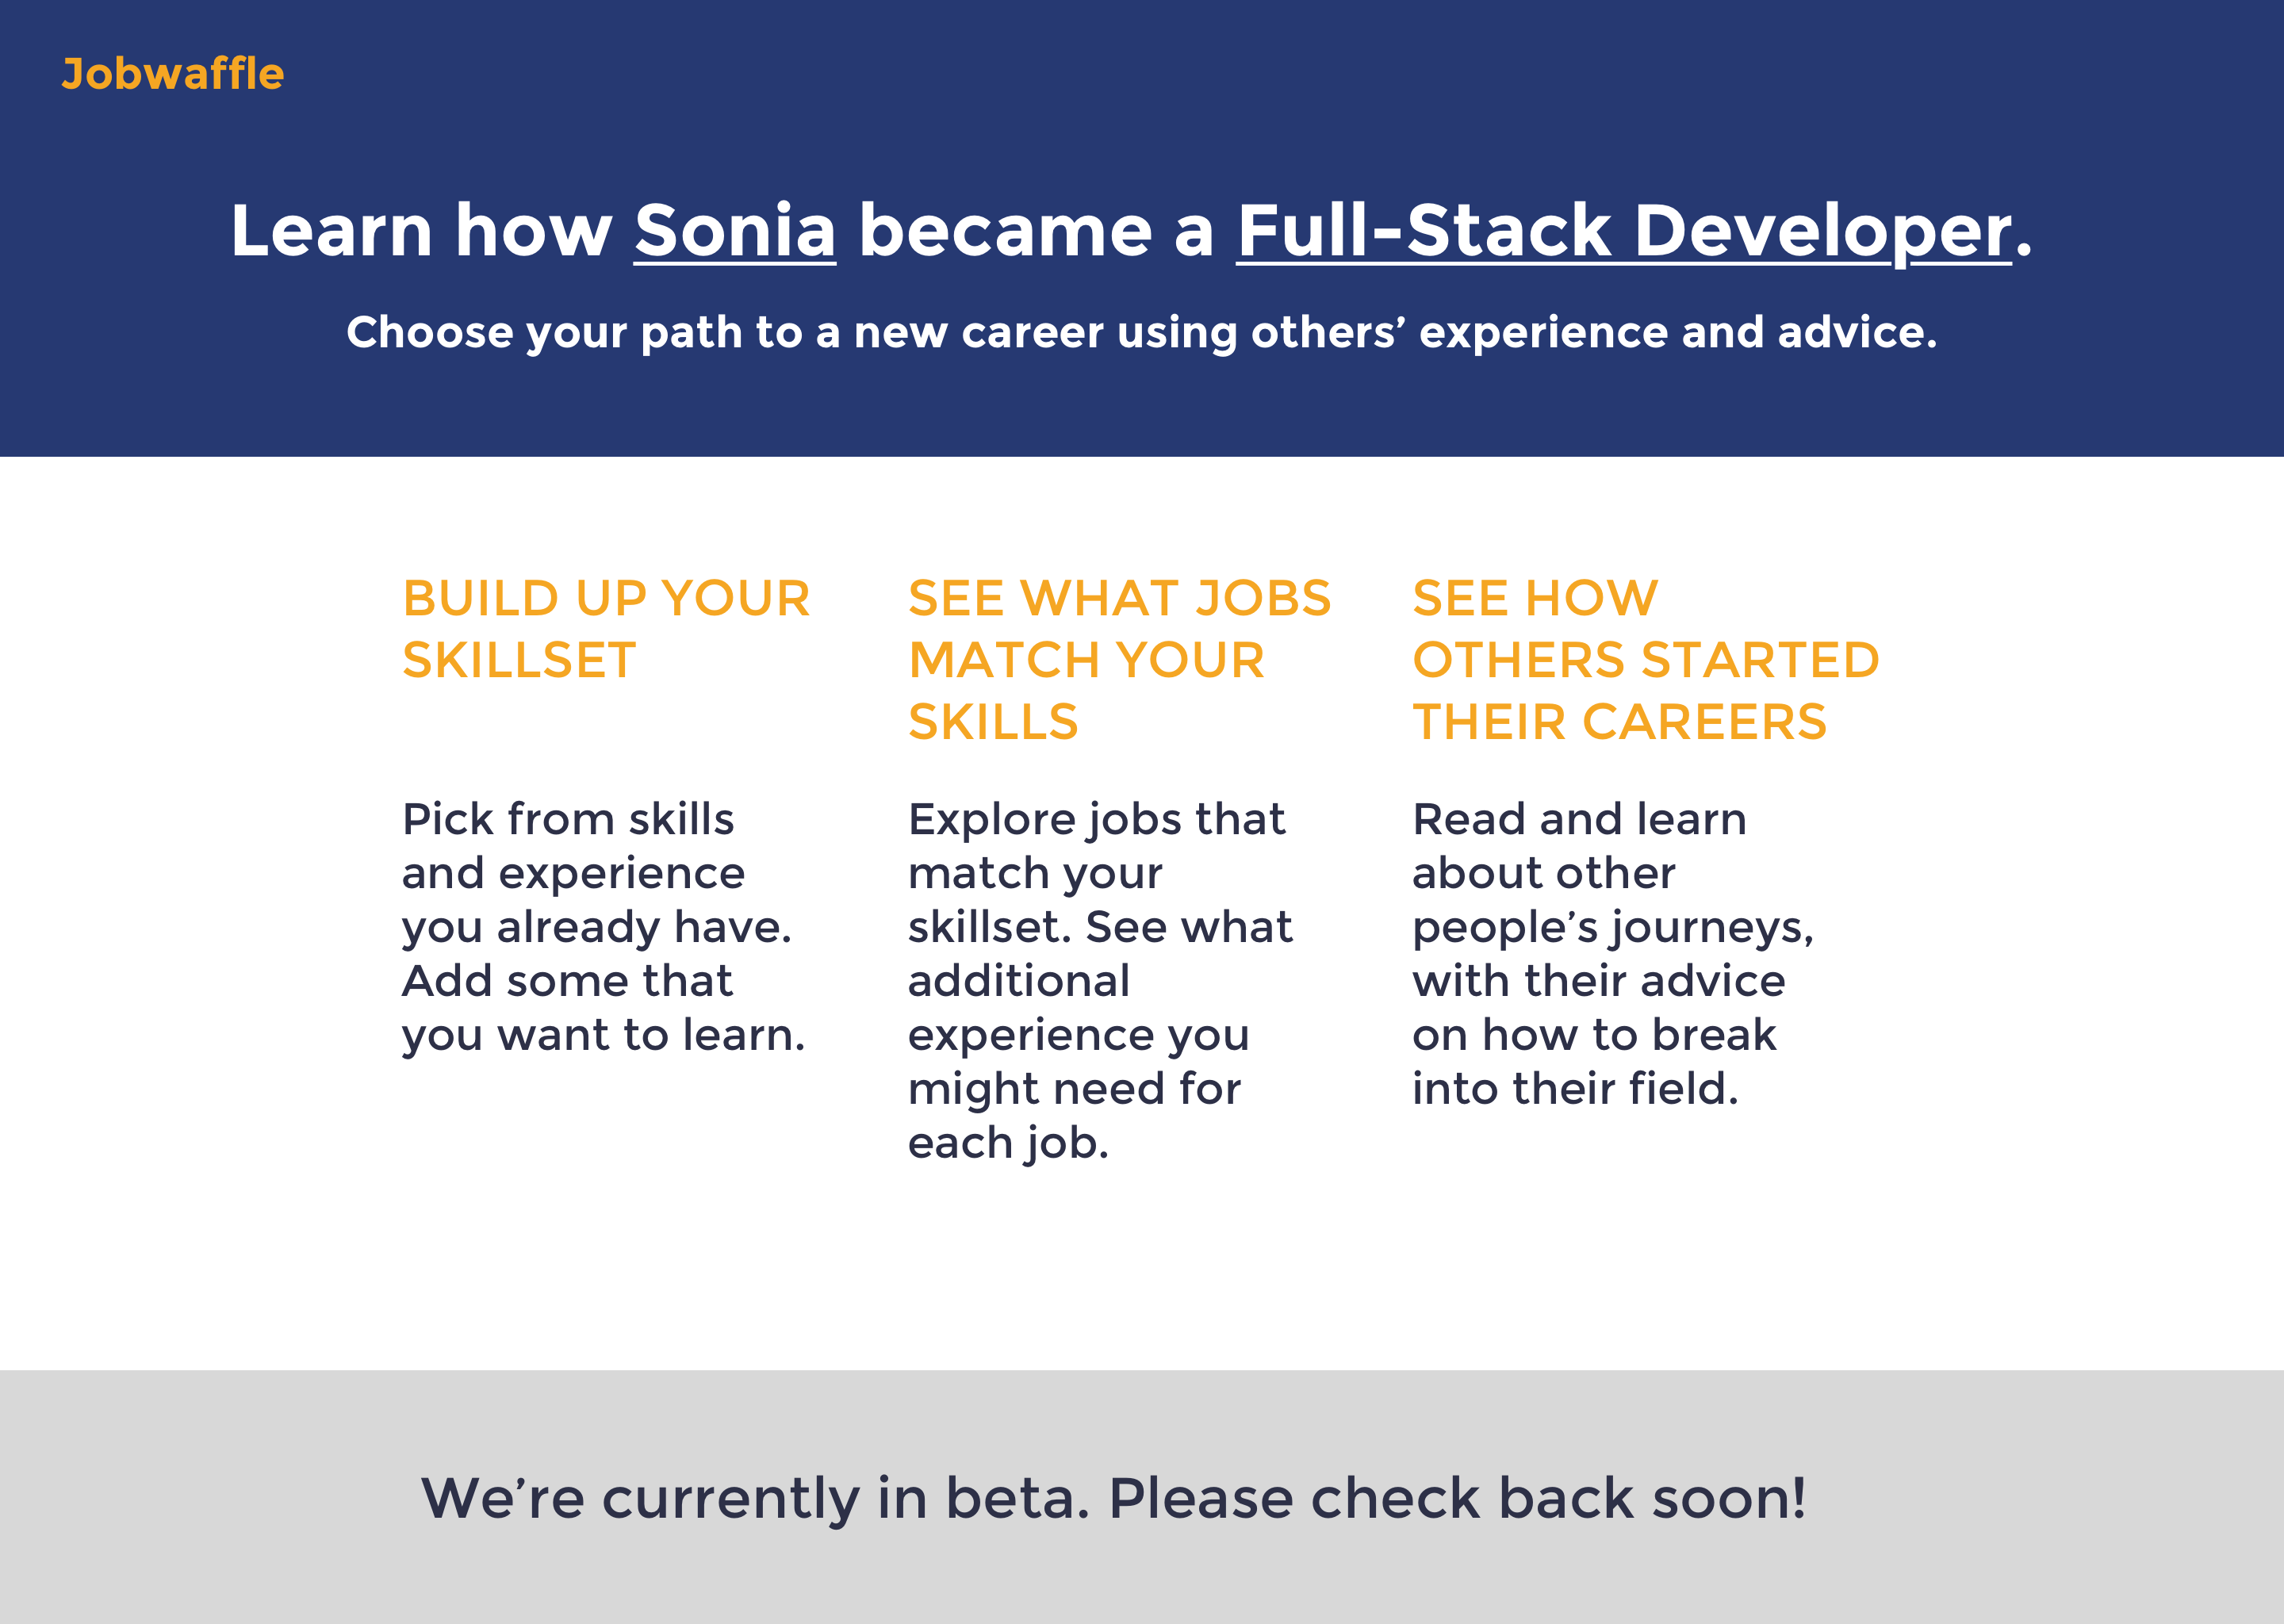 Jobwaffle
Learn how Sonia became a Full-Stack Developer.
Choose your path to a new career using others’ experience and advice.
BUILD UP YOUR
SKILLSET
Pick from skills
and experience
you already have.
Add some that
you want to learn.
SEE WHAT JOBS
MATCH YOUR
SKILLS
Explore jobs that
match your
skillset. See what
additional
experience you
might need for
each job.
SEE HOW
OTHERS STARTED
THEIR CAREERS
Read and learn
about other
people’s journeys,
with their advice
on how to break
into their field.
We’re currently in beta. Please check back soon!